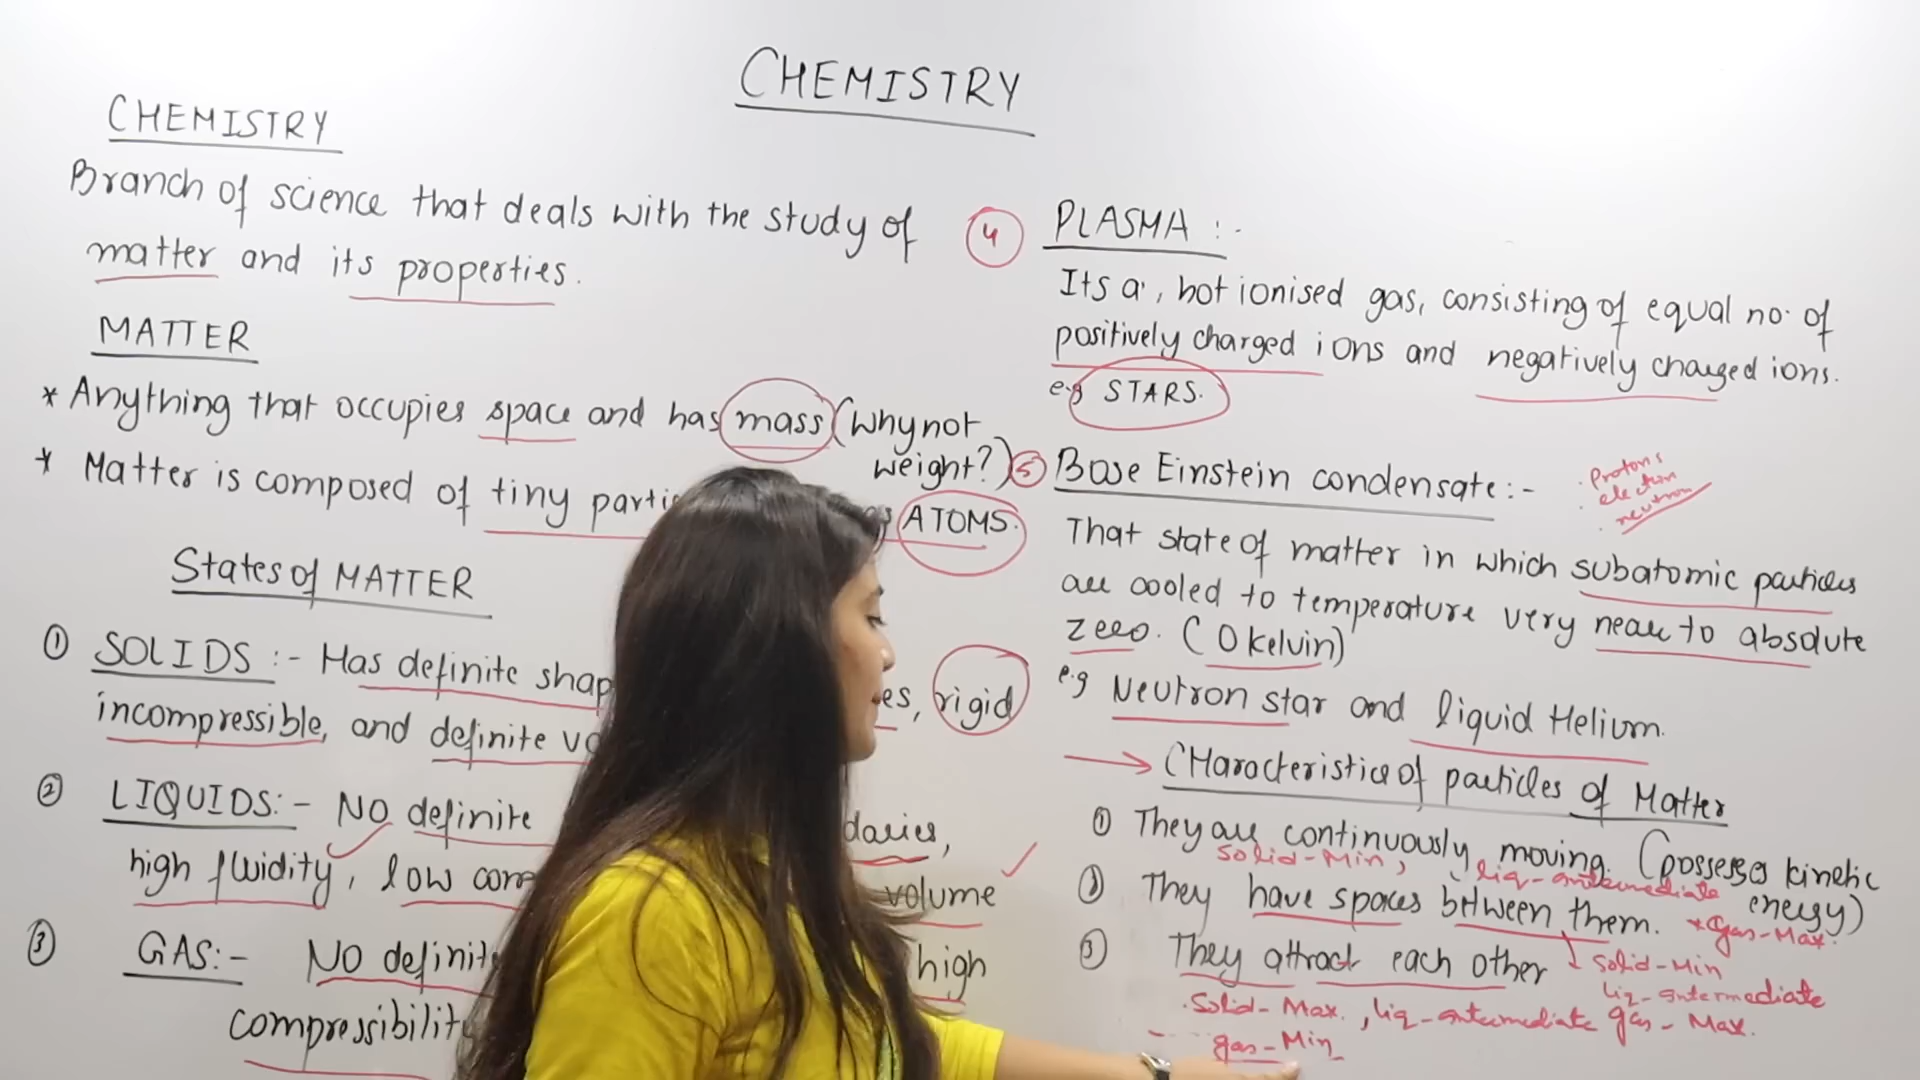 CHEMISTRY
CHEMISTRY
Branch of science that deals with the study of
matter and its properties.
MATTER
* Anything that occupies space and has mass (why not
weight?)
* Matter is composed of tiny parti
ATOMS.
States of MATTER
① SOLIDS :- Has definite shap es, rigid
incompressible, and definite vo
② LIQUIDS:- NO definite daries,
high fluidity, low com volume
③ GAS:- NO definit high
compressibility
④ PLASMA :-
Its a, hot ionised gas, consisting of equal no. of
positively charged ions and negatively charged ions.
e.g STARS.
⑤ Bose Einstein condensate:-
. Protons
. electron
. neutron
That state of matter in which subatomic particles
are cooled to temperature very near to absolute
zero. (0 kelvin)
e.g Neutron star and liquid Helium.
→ CHaracteristics of particles of Matter
① They are continuously moving. (possesses kinetic
energy)
Solid-Min, liq-intermediate
* Gas-Max.
② They have spaces between them.
Solid-Min
liq-intermediate
gas-Max.
③ They attract each other
.Solid-Max., liq-intermediate
gas-Min